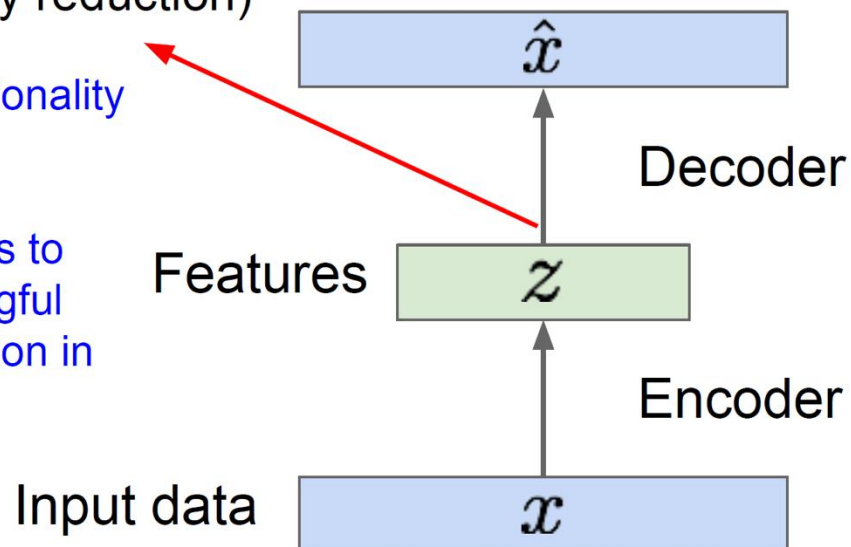 y reduction)
x̂
onality
Decoder
s to
Features
z
gful
on in
Encoder
Input data
x